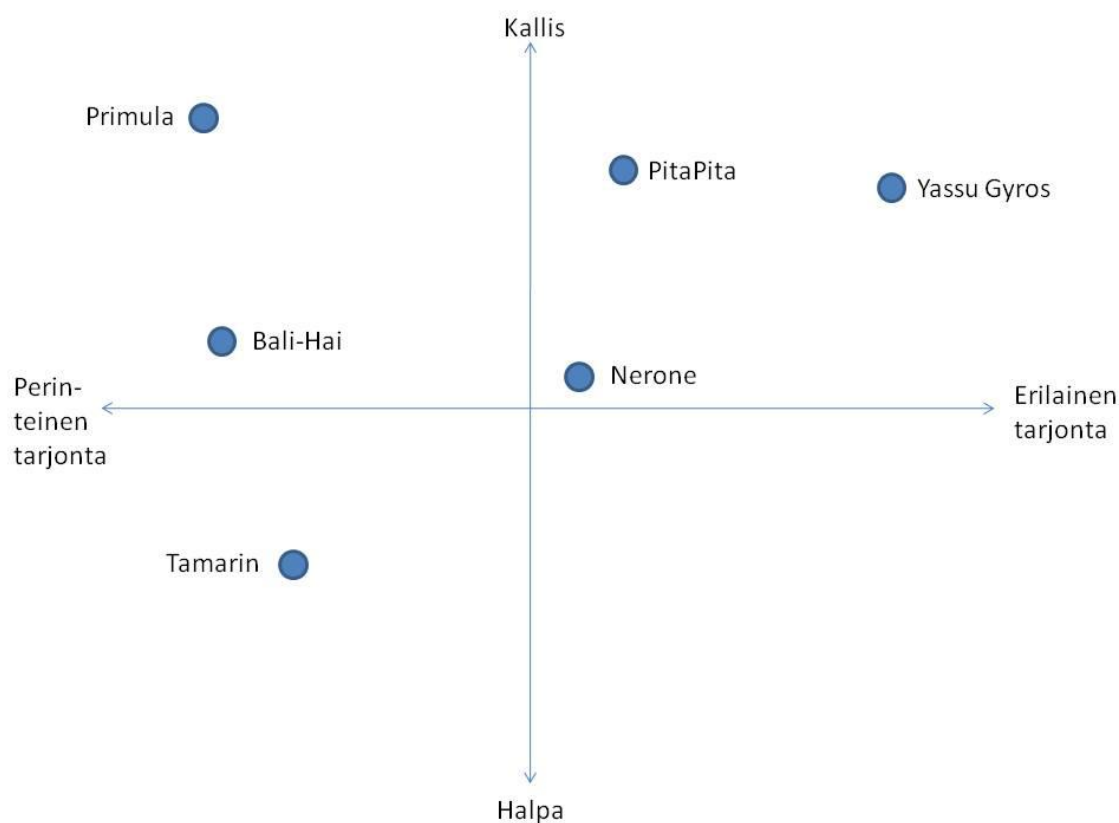 Kallis
Primula
PitaPita
Yassu Gyros
Bali-Hai
Nerone
Perin-
teinen
tarjonta
Erilainen
tarjonta
Tamarin
Halpa